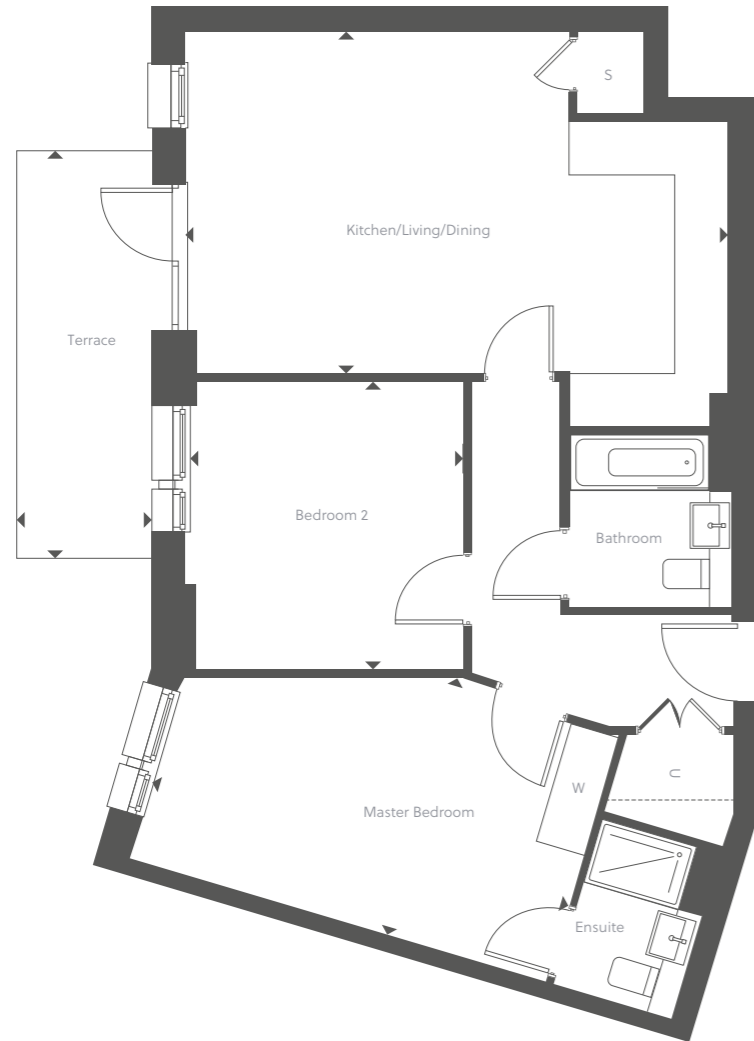 S
Kitchen/Living/Dining
Terrace
Bedroom 2
Bathroom
U
W
Master Bedroom
Ensuite